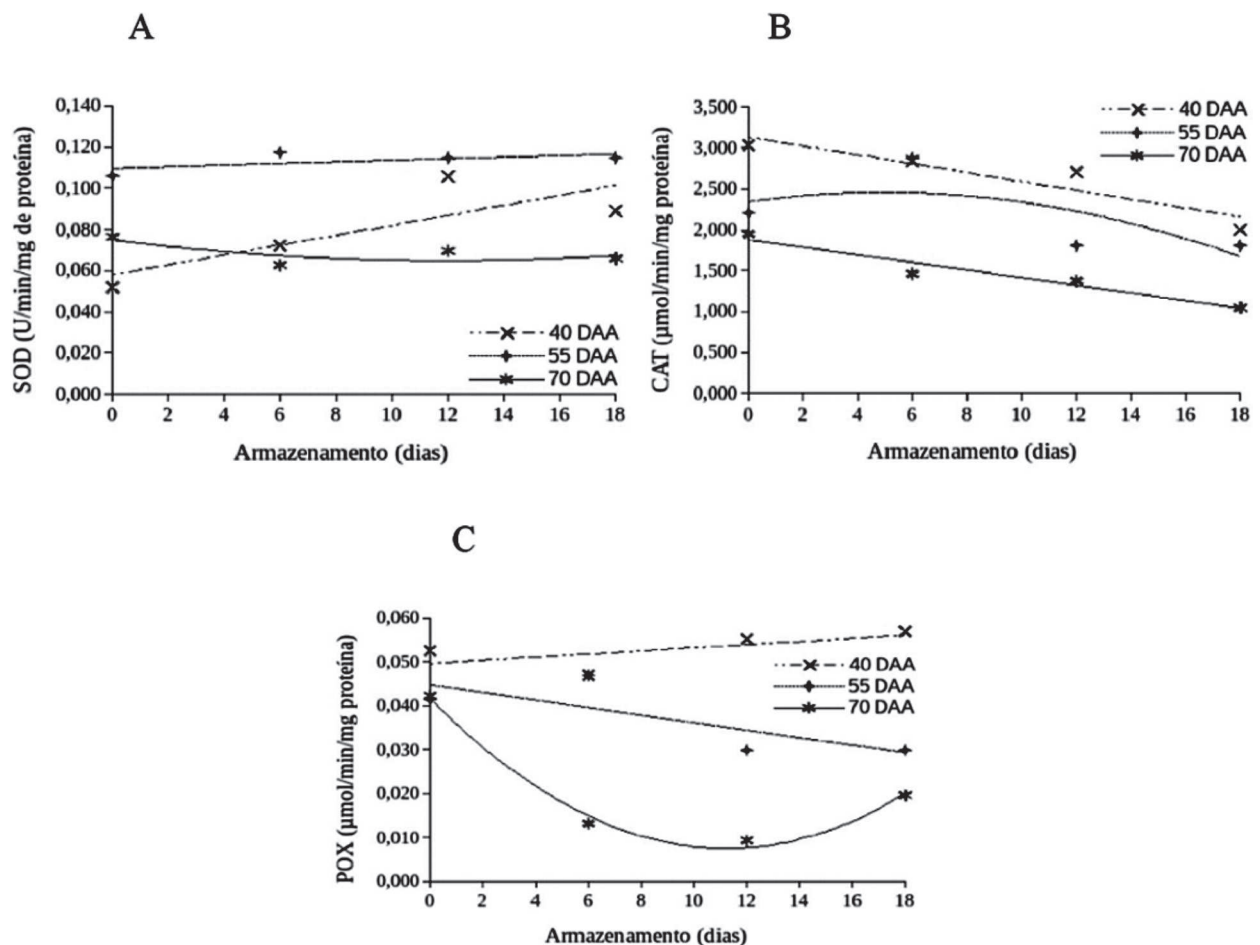 A
SOD (U/min/mg de proteína)
0,140
0,120
0,100
0,080
0,060
0,040
0,020
0,000
0 2 4 6 8 10 12 14 16 18
40 DAA
55 DAA
70 DAA
Armazenamento (dias)
B
CAT (µmol/min/mg proteína)
3,500
3,000
2,500
2,000
1,500
1,000
0,500
0,000
0 2 4 6 8 10 12 14 16 18
40 DAA
55 DAA
70 DAA
Armazenamento (dias)
C
POX (µmol/min/mg proteína)
0,060
0,050
0,040
0,030
0,020
0,010
0,000
0 2 4 6 8 10 12 14 16 18
40 DAA
55 DAA
70 DAA
Armazenamento (dias)